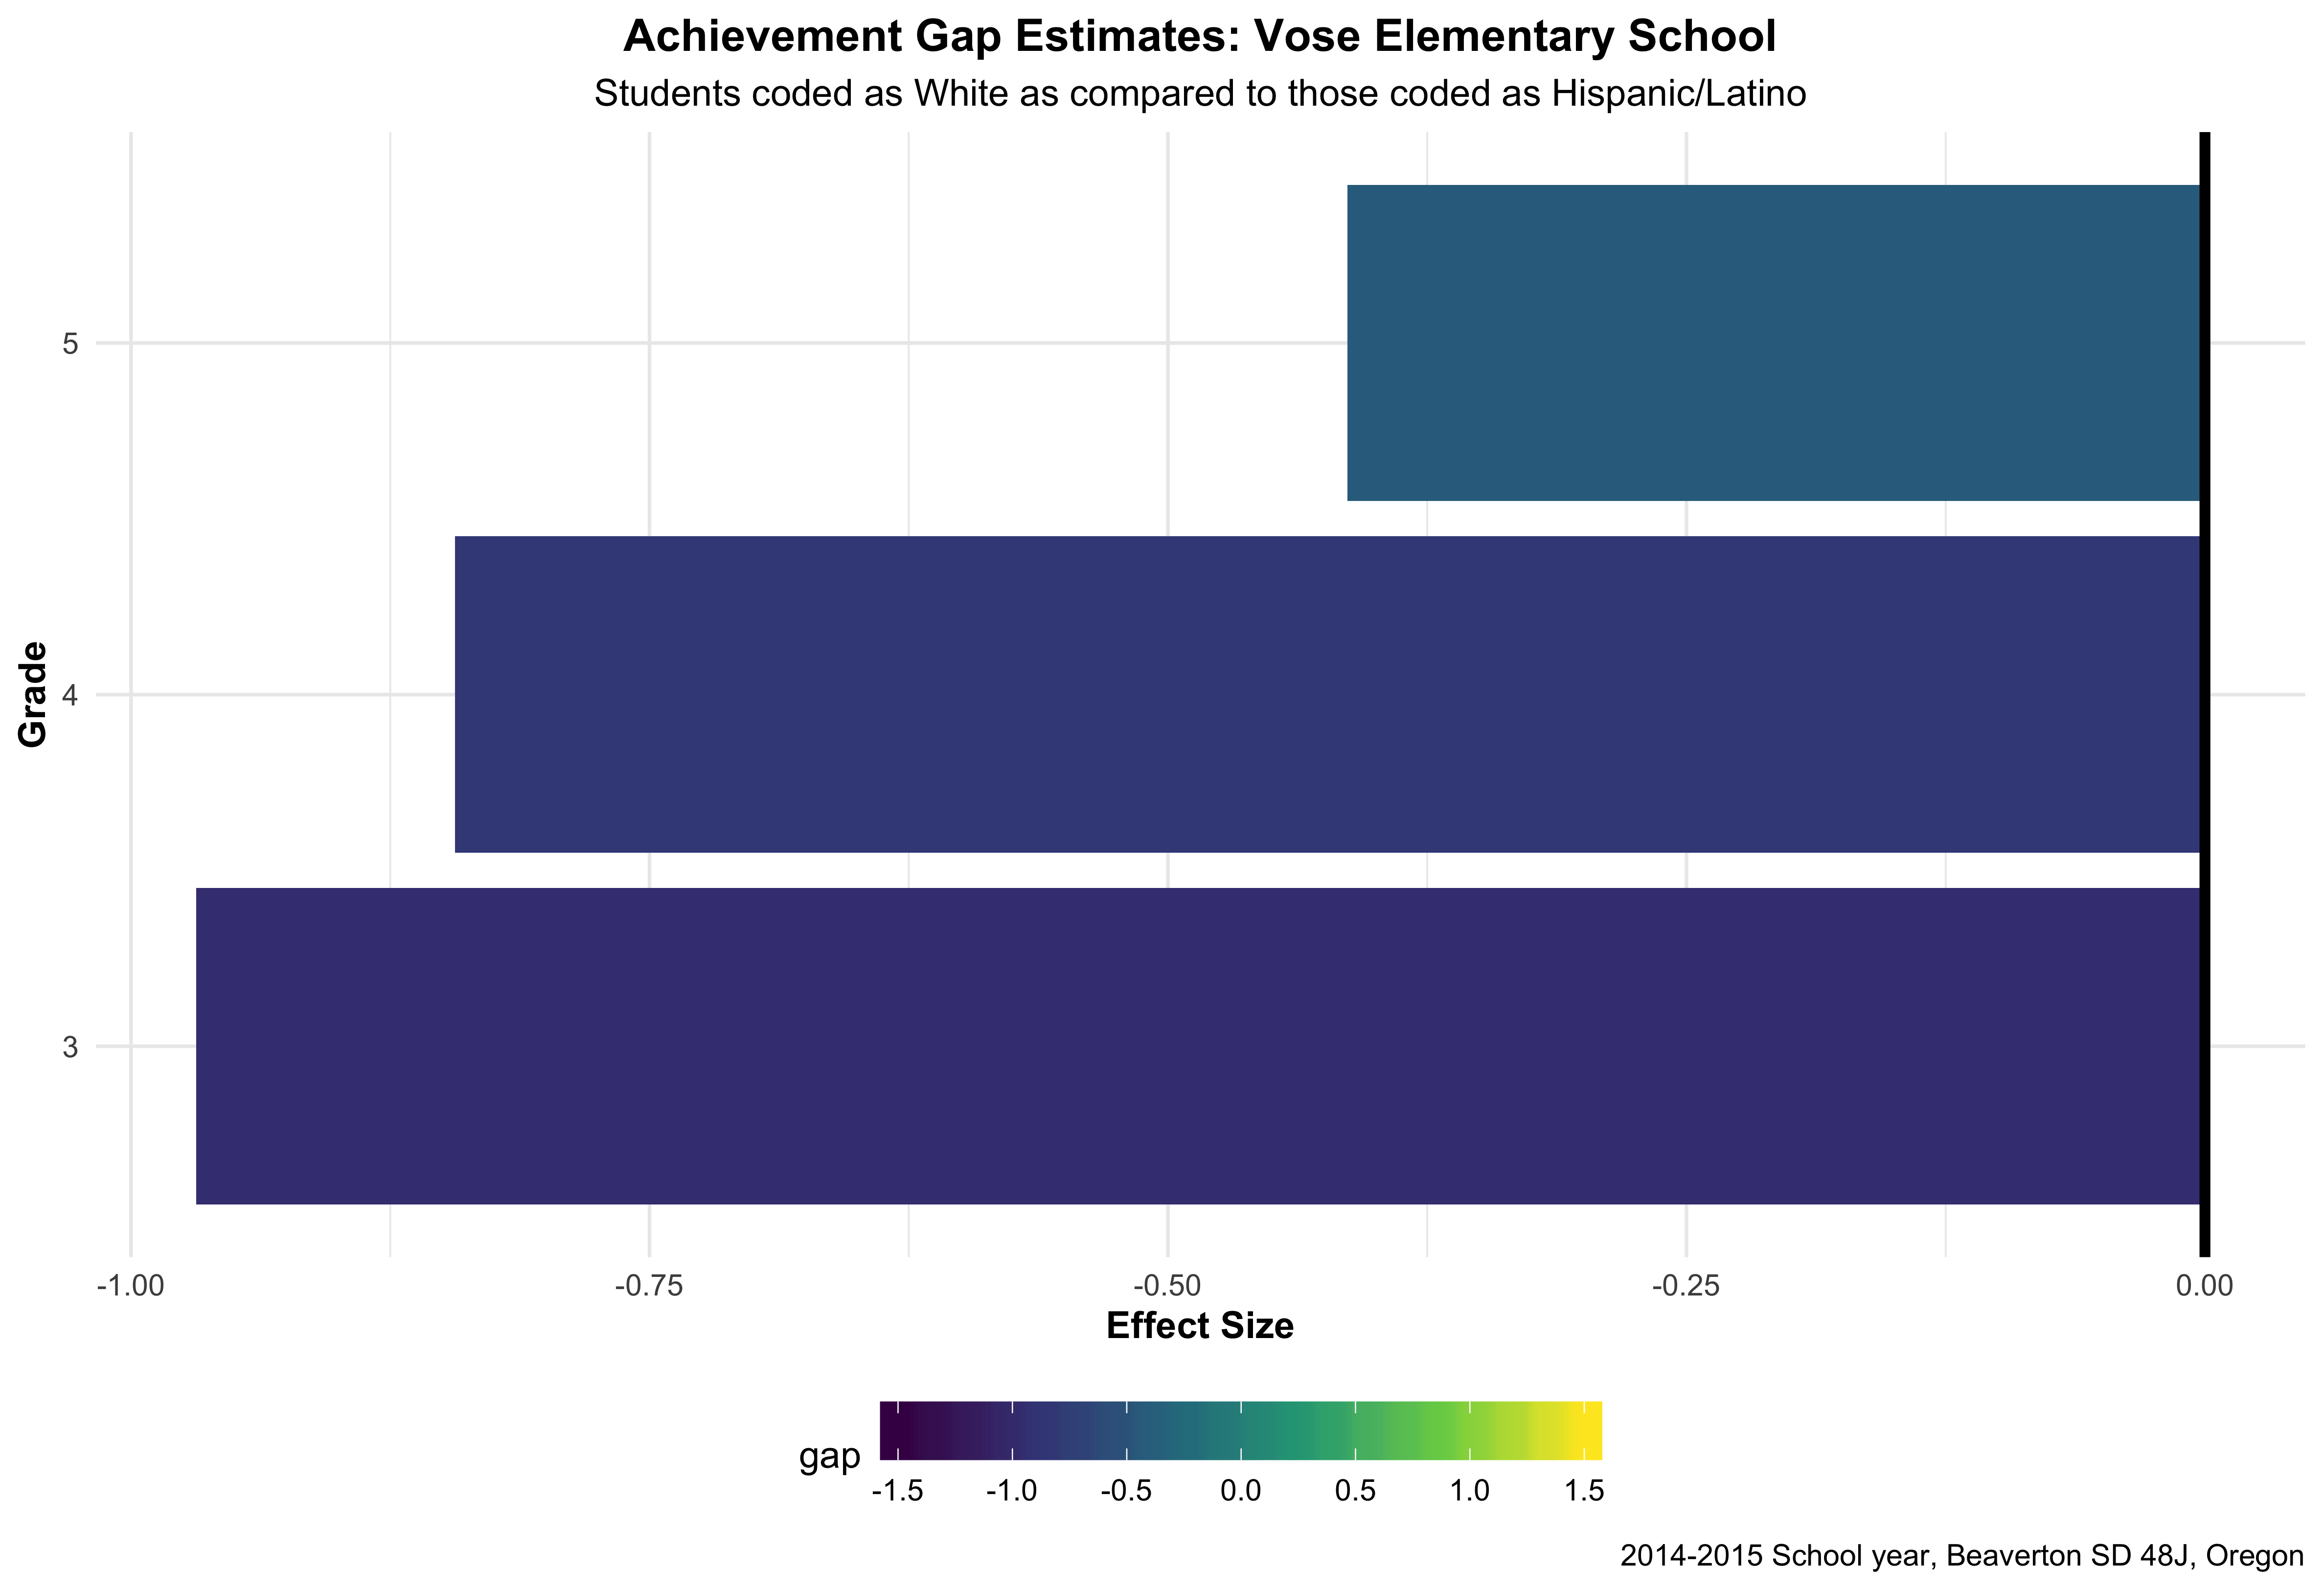 Achievement Gap Estimates: Vose Elementary School
Students coded as White as compared to those coded as Hispanic/Latino
Grade
5
4
3
-1.00 -0.75 -0.50 -0.25 0.00
Effect Size
gap
-1.5 -1.0 -0.5 0.0 0.5 1.0 1.5
2014-2015 School year, Beaverton SD 48J, Oregon